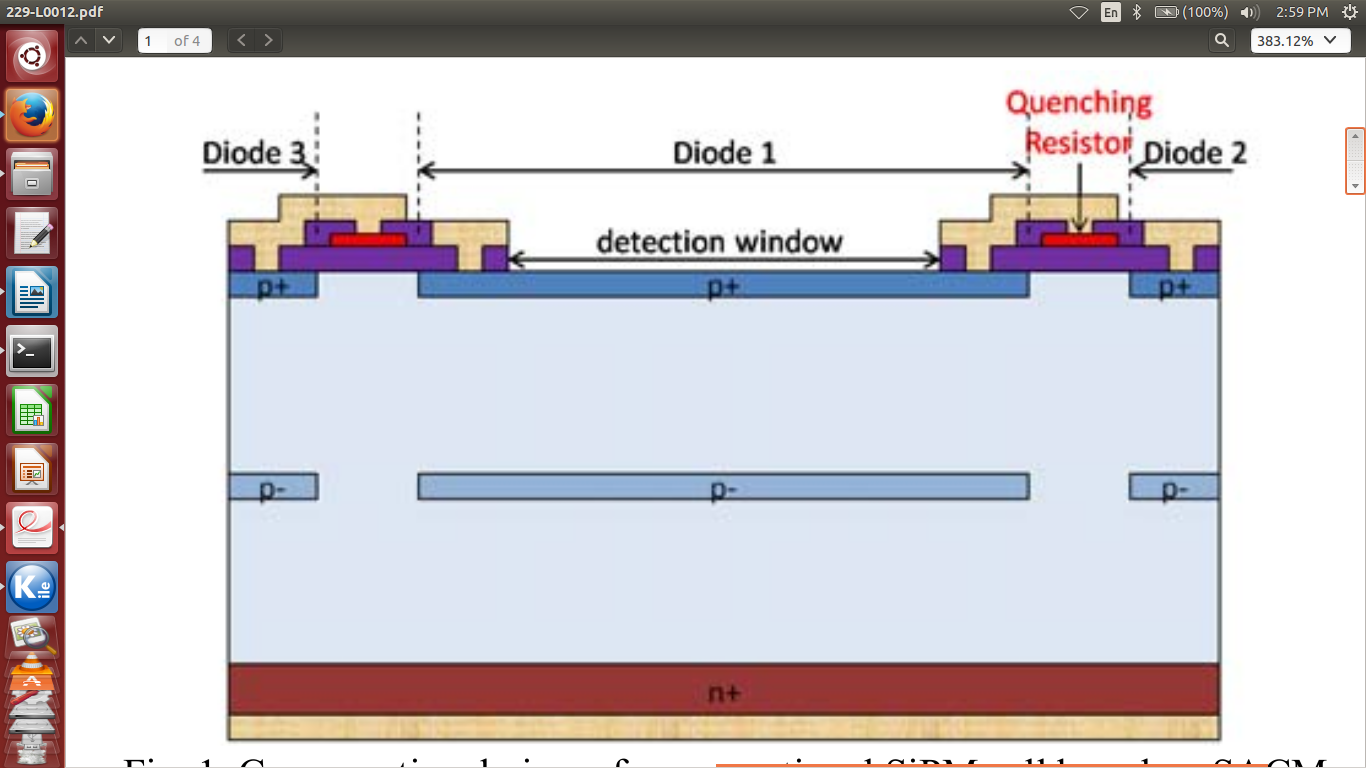 229-L0012.pdf
En
(100%)
2:59 PM
1 of 4
383.12%
Quenching
Resistor
Diode 3
Diode 1
Diode 2
detection window
p+
p+
p+
p-
p-
p-
n+